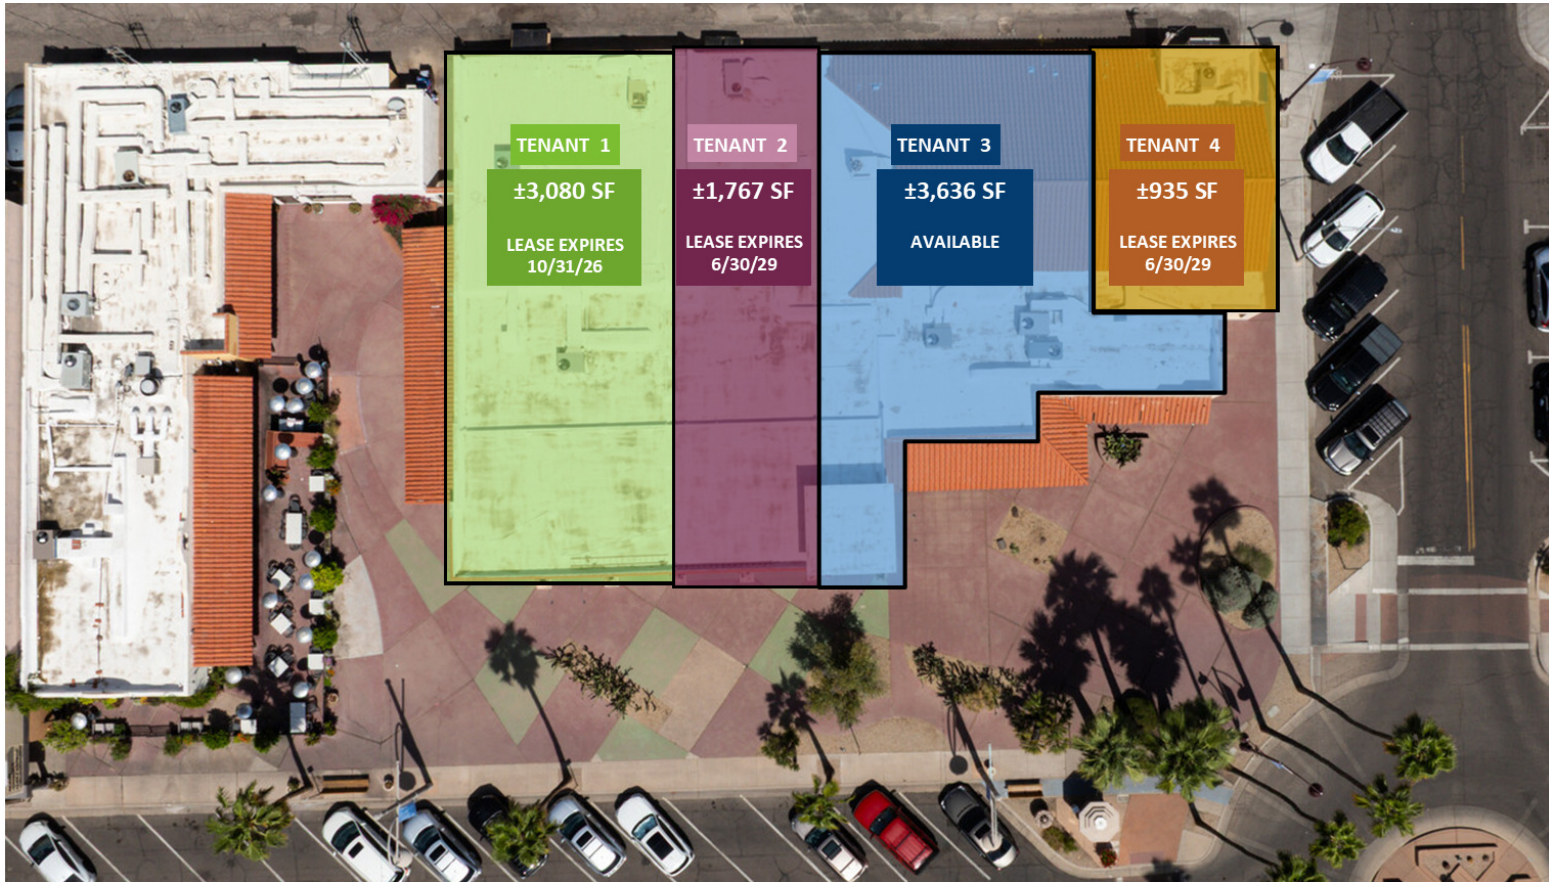 TENANT 1
±3,080 SF
LEASE EXPIRES
10/31/26
TENANT 2
±1,767 SF
LEASE EXPIRES
6/30/29
TENANT 3
±3,636 SF
AVAILABLE
TENANT 4
±935 SF
LEASE EXPIRES
6/30/29